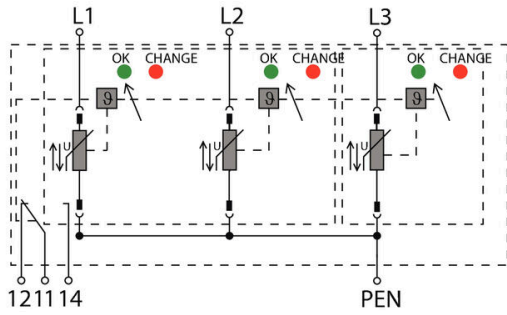 L1 L2 L3
OK CHANGE OK CHANGE OK CHANGE
ϑ ϑ ϑ
U U U
12 11 14 PEN